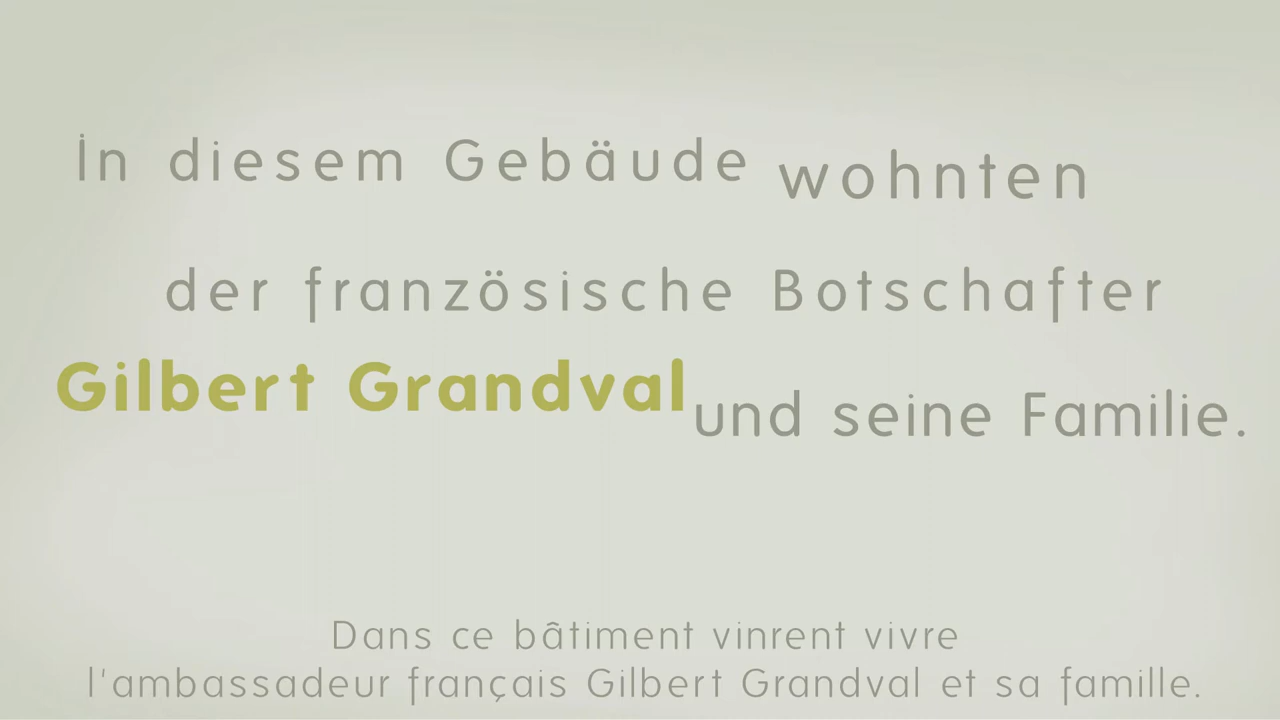 In diesem Gebäude wohnten
der französische Botschafter
Gilbert Grandval und seine Familie.
Dans ce bâtiment vinrent vivre
l'ambassadeur français Gilbert Grandval et sa famille.